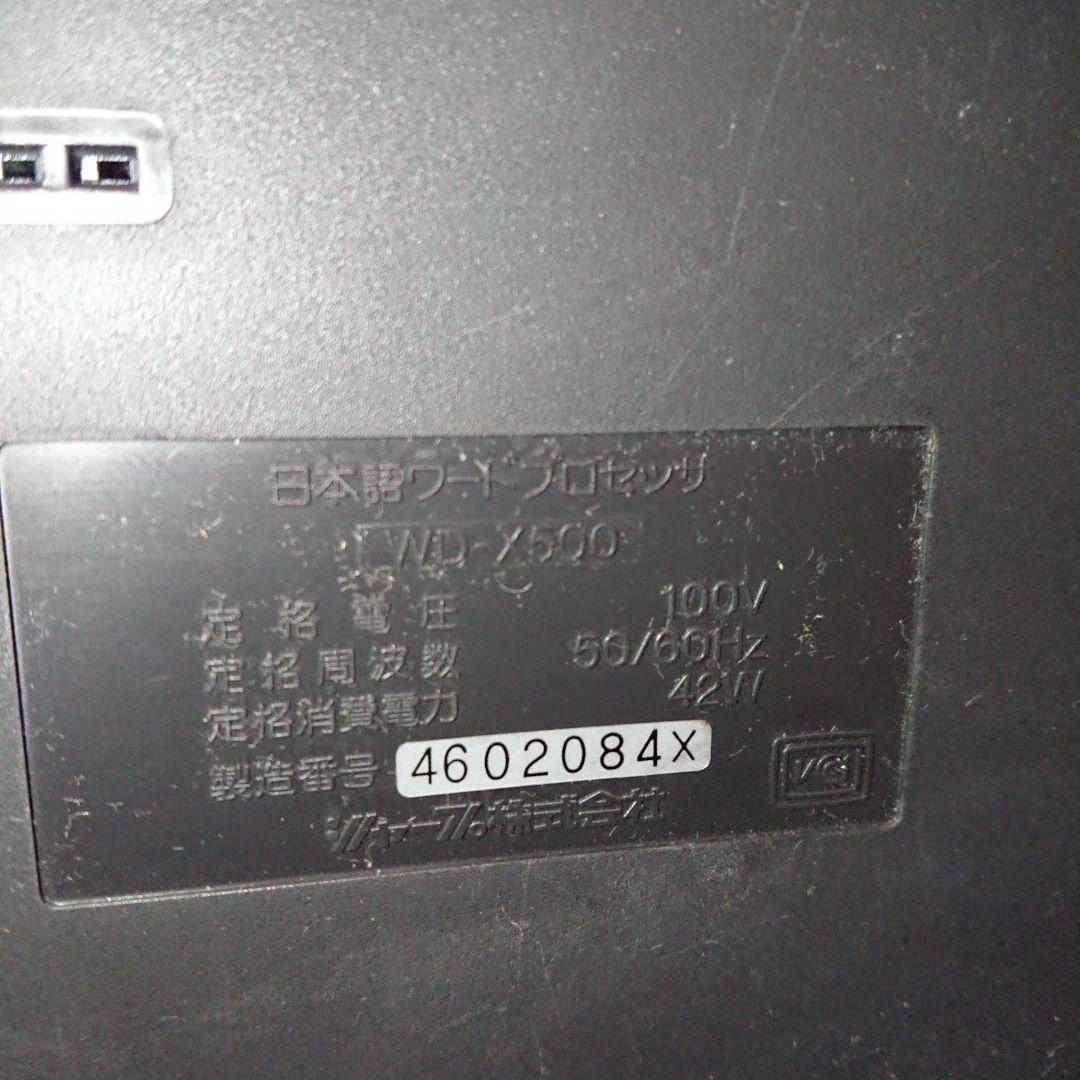 日本語ワードプロセッサ
WD-X500
定格電圧 100V
定格周波数 50/60Hz
定格消費電力 42W
製造番号 4602084X
シャープ株式会社
VCI